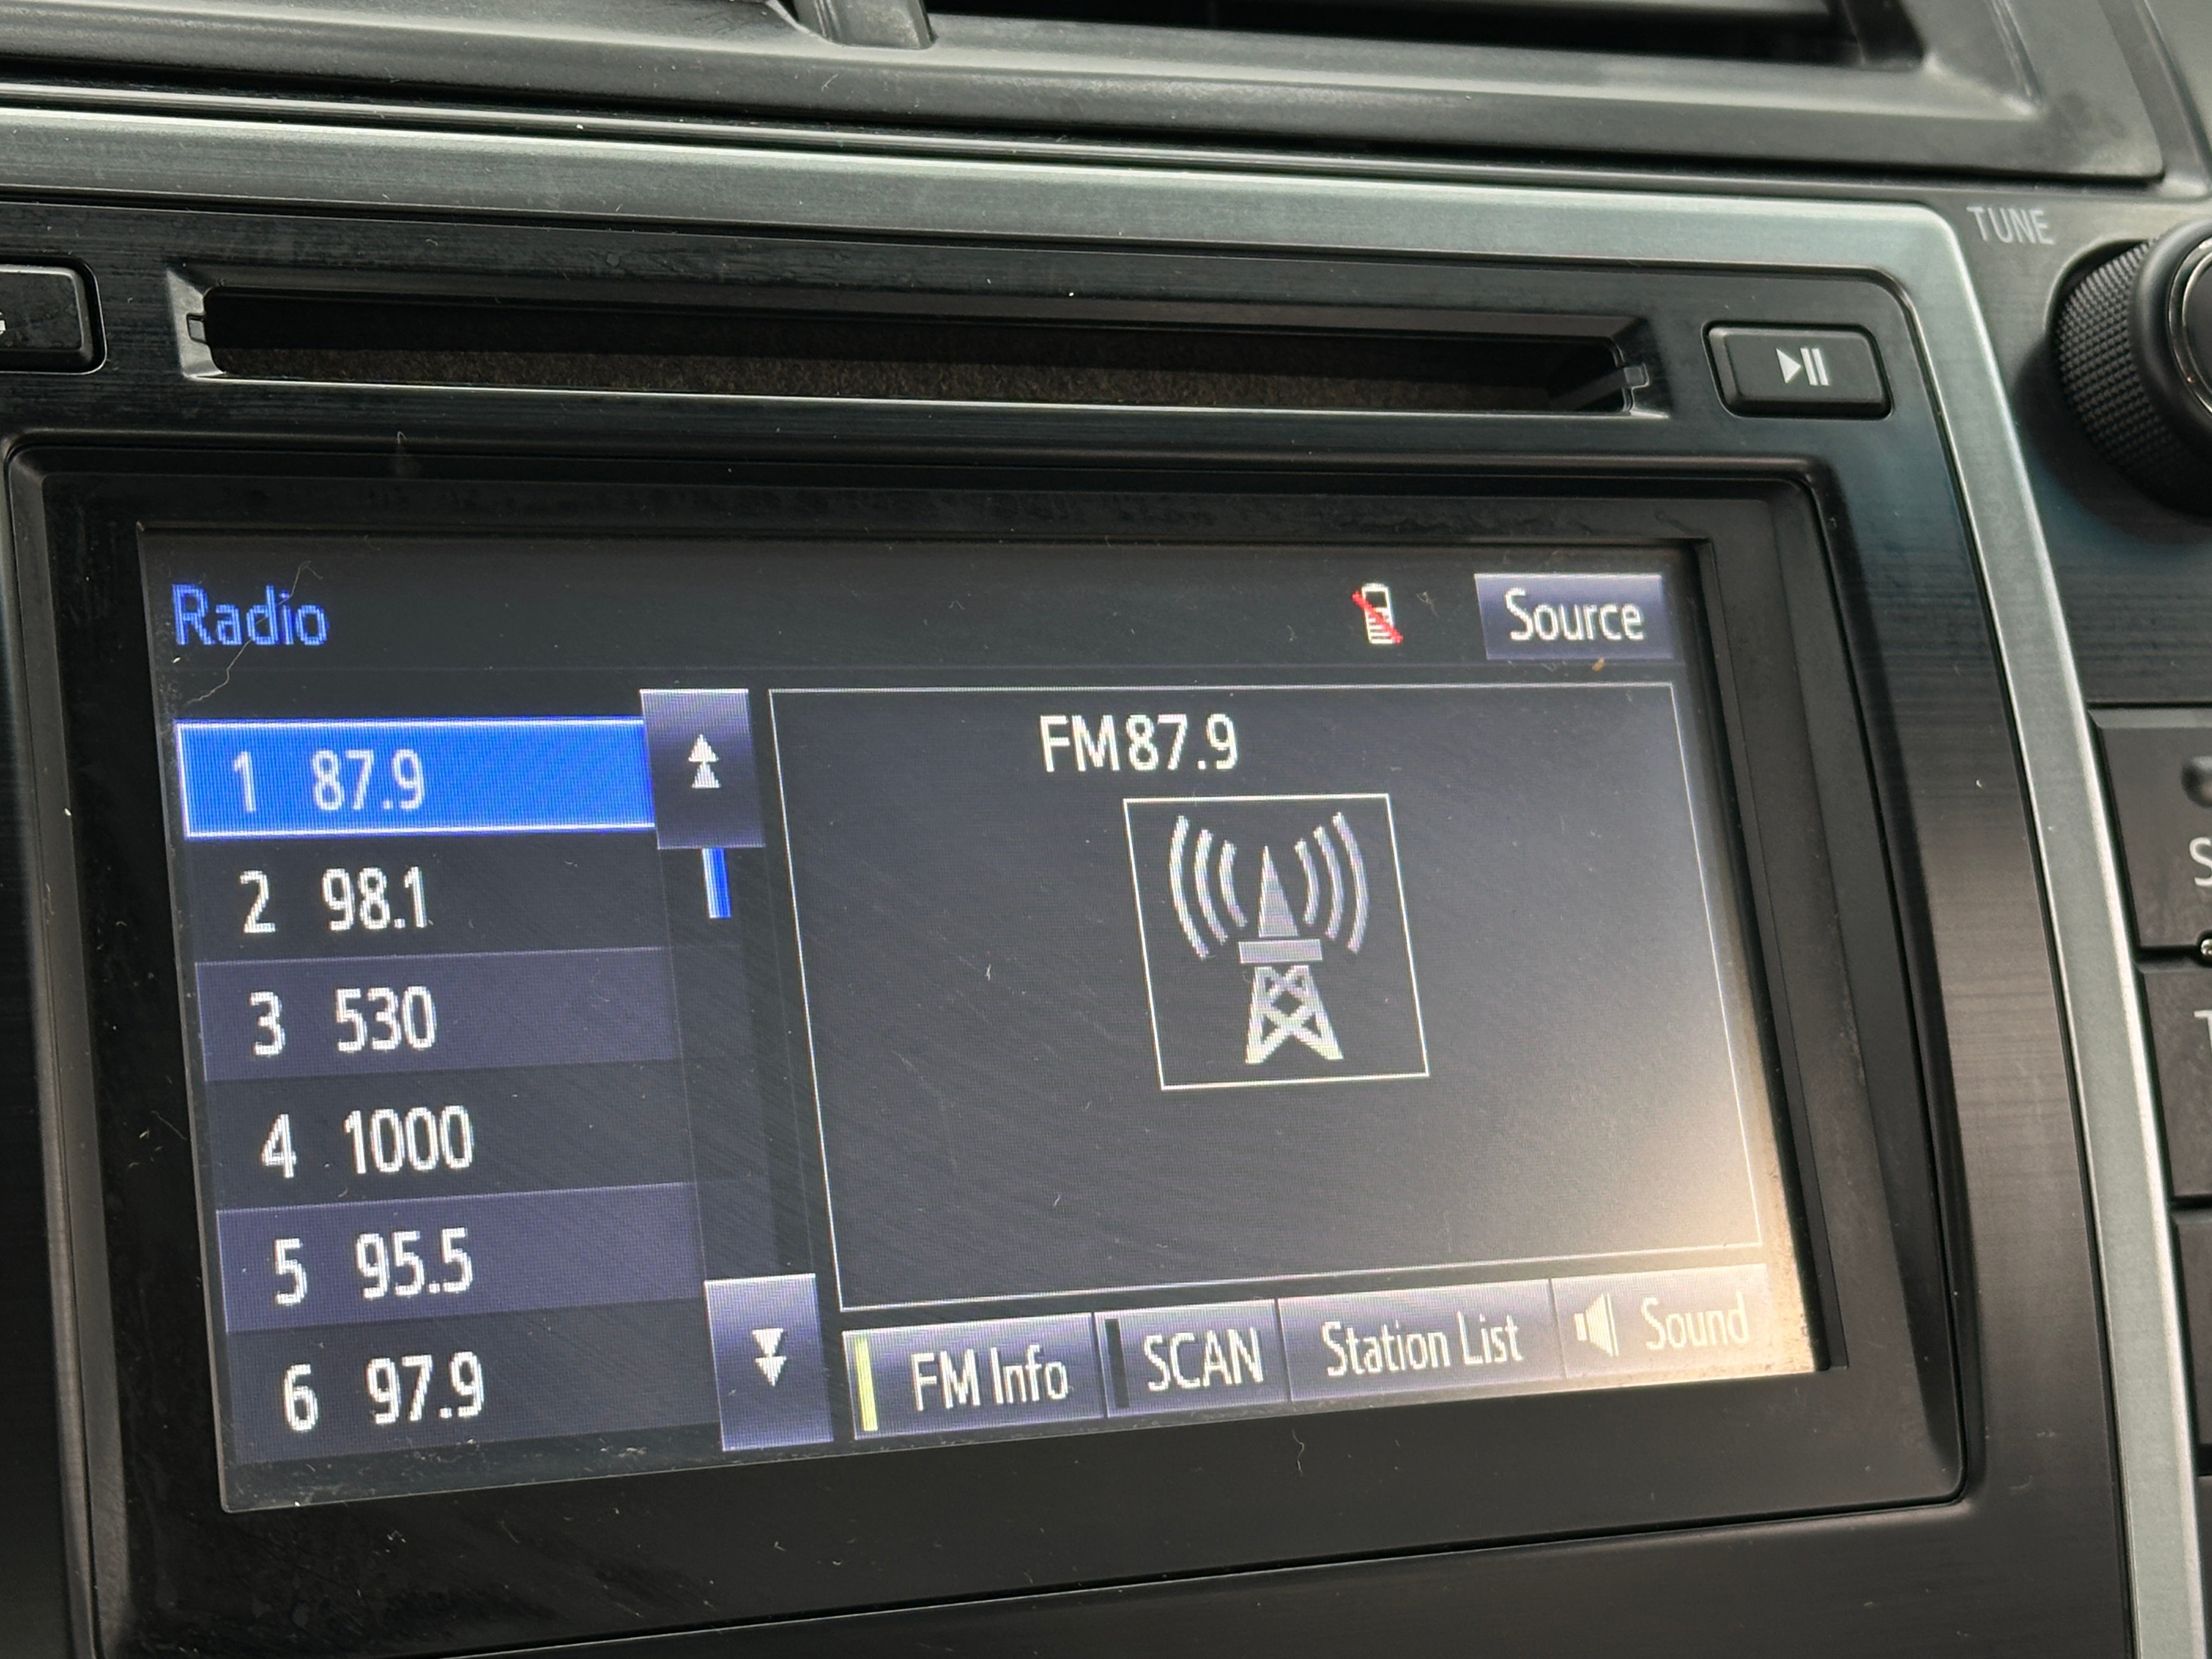 TUNE
Radio
Source
1 87.9
2 98.1
3 530
4 1000
5 95.5
6 97.9
FM87.9
FM Info
SCAN
Station List
Sound